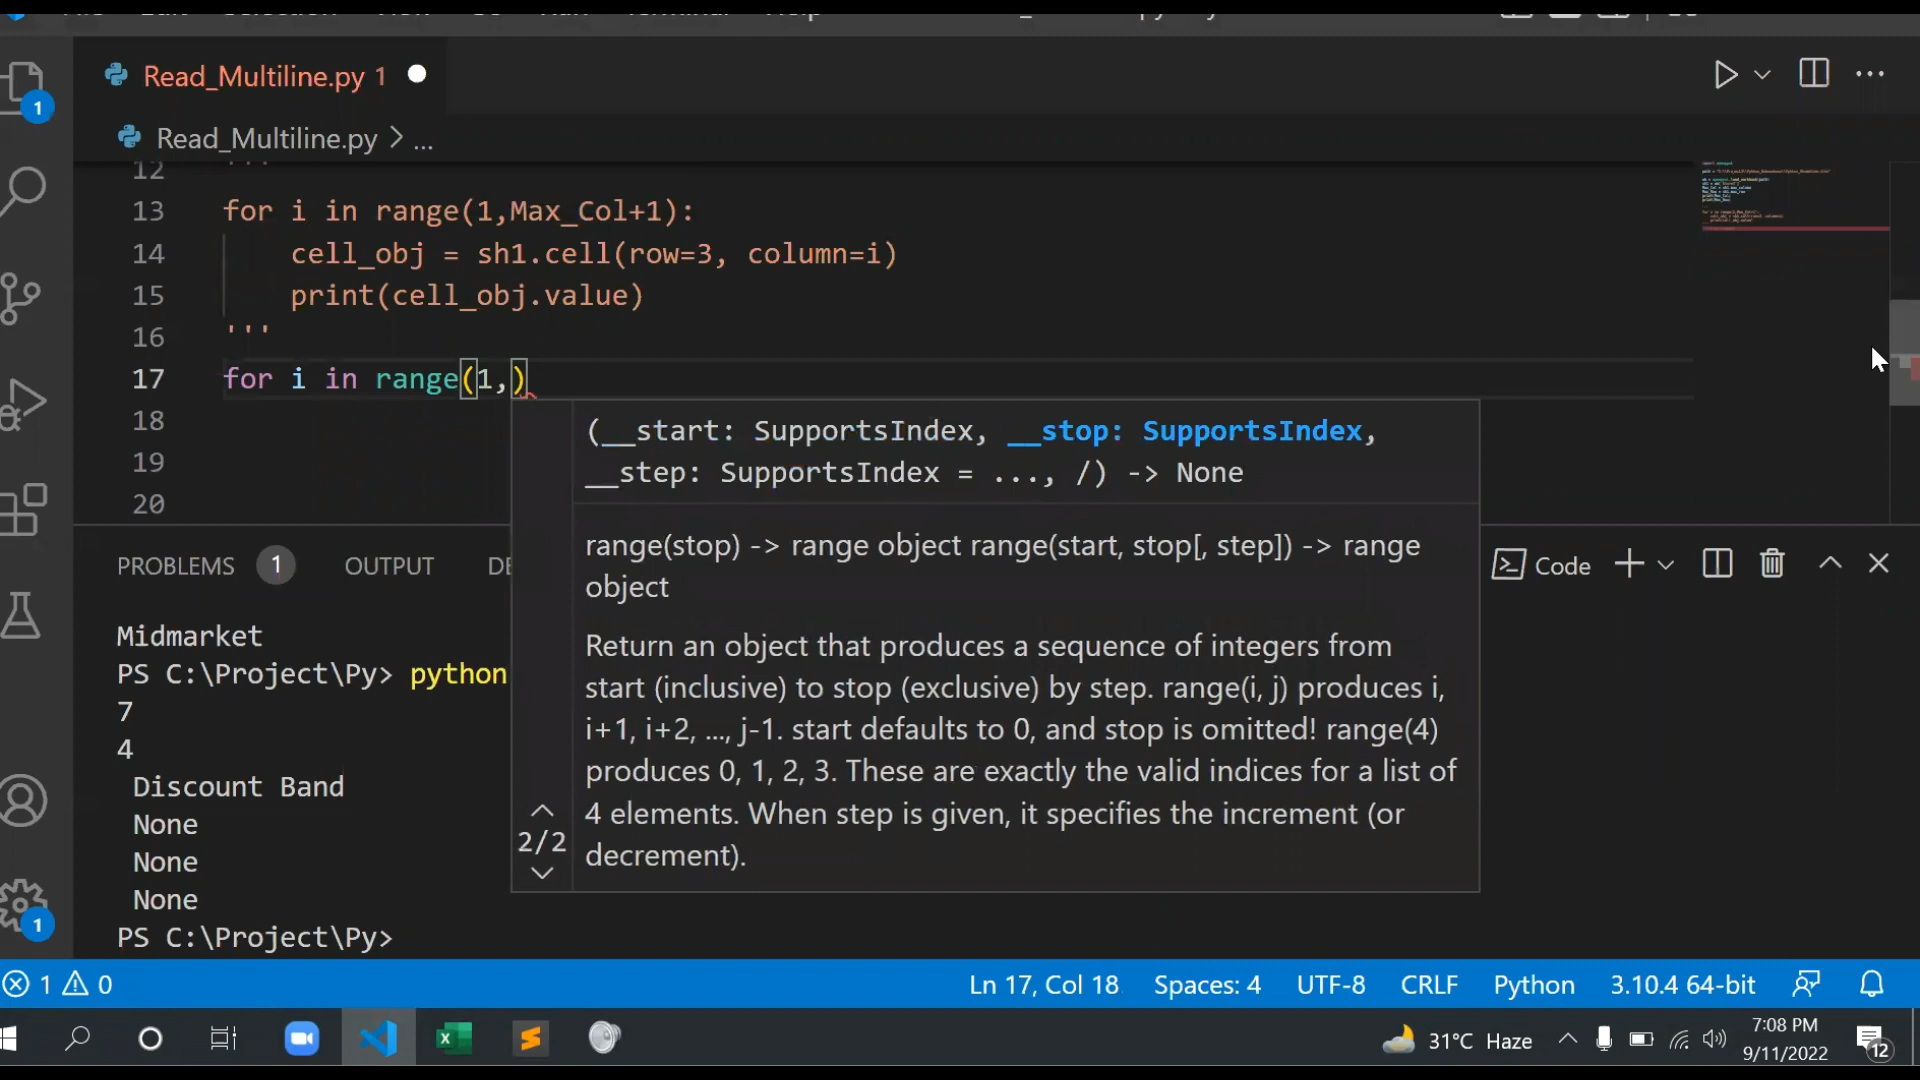 Read_Multiline.py 1
1
Read_Multiline.py > ...
12 '''
13 for i in range(1,Max_Col+1):
14 cell_obj = sh1.cell(row=3, column=i)
15 print(cell_obj.value)
16 '''
17 for i in range(1,)
18
19
20
(__start: SupportsIndex, __stop: SupportsIndex,
__step: SupportsIndex = ..., /) -> None
range(stop) -> range object range(start, stop[, step]) -> range
object
Return an object that produces a sequence of integers from
start (inclusive) to stop (exclusive) by step. range(i, j) produces i,
i+1, i+2, ..., j-1. start defaults to 0, and stop is omitted! range(4)
produces 0, 1, 2, 3. These are exactly the valid indices for a list of
4 elements. When step is given, it specifies the increment (or
decrement).
2/2
PROBLEMS 1 OUTPUT Code
Midmarket
PS C:\Project\Py> python
7
4
Discount Band
None
None
None
PS C:\Project\Py>
1
1 0 Ln 17, Col 18 Spaces: 4 UTF-8 CRLF Python 3.10.4 64-bit
31°C Haze
7:08 PM
9/11/2022
12